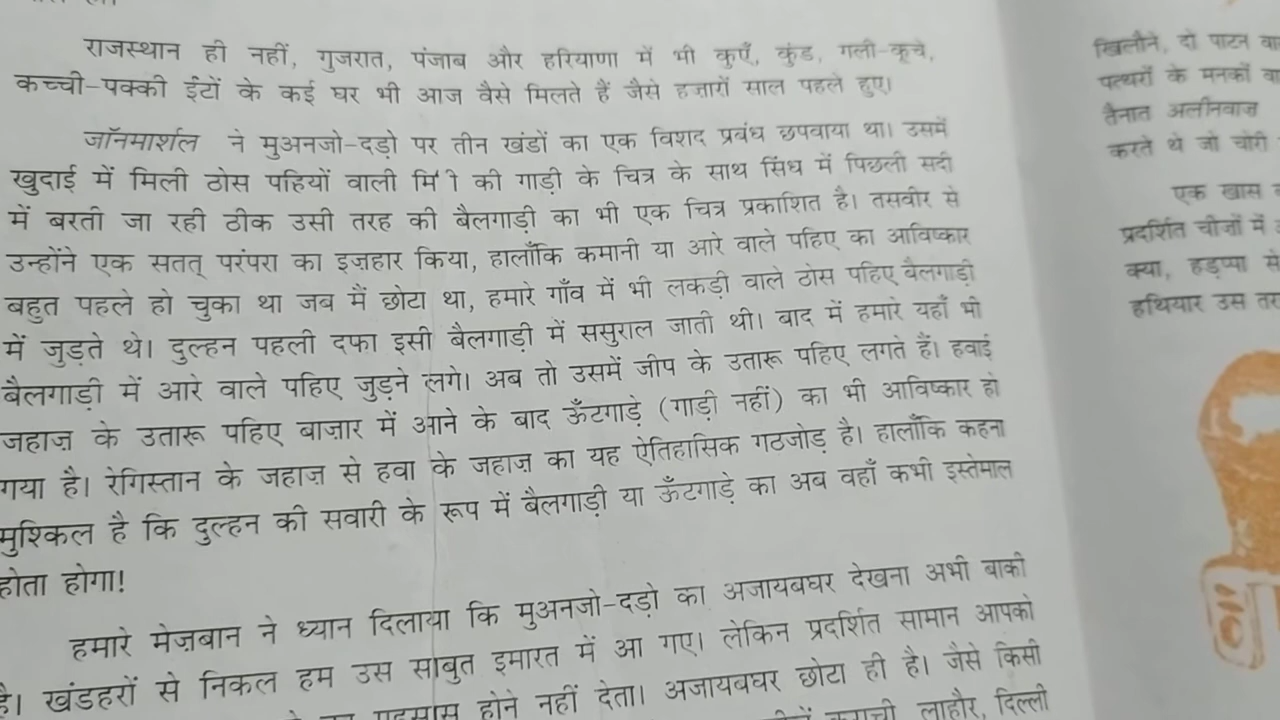 राजस्थान ही नहीं, गुजरात, पंजाब और हरियाणा में भी कुएँ, कुंड, गली-कूचे,
कच्ची-पक्की ईंटों के कई घर भी आज वैसे मिलते हैं जैसे हज़ारों साल पहले हुए।
जॉनमार्शल ने मुअनजो-दड़ो पर तीन खंडों का एक विशद प्रबंध छपवाया था। उसमें
खुदाई में मिली ठोस पहियों वाली मि ी की गाड़ी के चित्र के साथ सिंध में पिछली सदी
में बरती जा रही ठीक उसी तरह की बैलगाड़ी का भी एक चित्र प्रकाशित है। तसवीर से
उन्होंने एक सतत् परंपरा का इज़हार किया, हालाँकि कमानी या आरे वाले पहिए का आविष्कार
बहुत पहले हो चुका था जब मैं छोटा था, हमारे गाँव में भी लकड़ी वाले ठोस पहिए बैलगाड़ी
में जुड़ते थे। दुल्हन पहली दफा इसी बैलगाड़ी में ससुराल जाती थी। बाद में हमारे यहाँ भी
बैलगाड़ी में आरे वाले पहिए जुड़ने लगे। अब तो उसमें जीप के उतारू पहिए लगते हैं। हवाई
जहाज़ के उतारू पहिए बाज़ार में आने के बाद ऊँटगाड़े (गाड़ी नहीं) का भी आविष्कार हो
गया है। रेगिस्तान के जहाज़ से हवा के जहाज़ का यह ऐतिहासिक गठजोड़ है। हालाँकि कहना
मुश्किल है कि दुल्हन की सवारी के रूप में बैलगाड़ी या ऊँटगाड़े का अब वहाँ कभी इस्तेमाल
होता होगा!
हमारे मेज़बान ने ध्यान दिलाया कि मुअनजो-दड़ो का अजायबघर देखना अभी बाकी
है। खंडहरों से निकल हम उस साबुत इमारत में आ गए। लेकिन प्रदर्शित सामान आपको
होने नहीं देता। अजायबघर छोटा ही है। जैसे किसी
लाहौर, दिल्ली
खिलौने, दो पाटन
पत्थरों के मनकों
तैनात अलीनवाज़
करते थे जो चोरी
एक खास
प्रदर्शित चीज़ों में
क्या, हड़प्पा से
हथियार उस